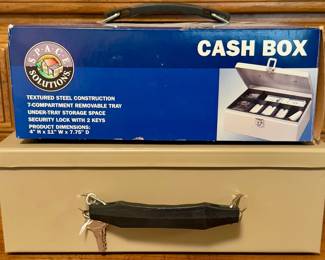 SPACE
SOLUTIONS
CASH BOX
TEXTURED STEEL CONSTRUCTION
7-COMPARTMENT REMOVABLE TRAY
UNDER-TRAY STORAGE SPACE
SECURITY LOCK WITH 2 KEYS
PRODUCT DIMENSIONS:
4" H x 11" W x 7.75" D